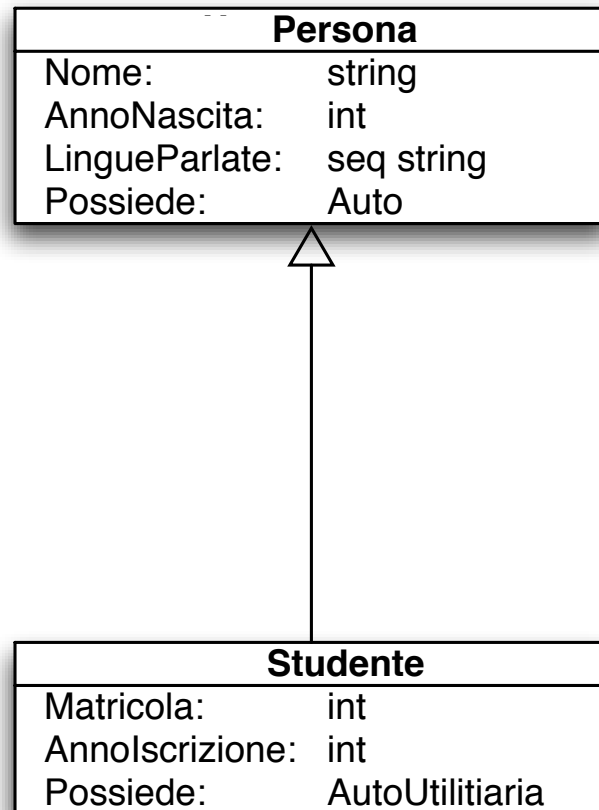 Persona
Nome: string
AnnoNascita: int
LingueParlate: seq string
Possiede: Auto
Studente
Matricola: int
AnnoIscrizione: int
Possiede: AutoUtilitiaria